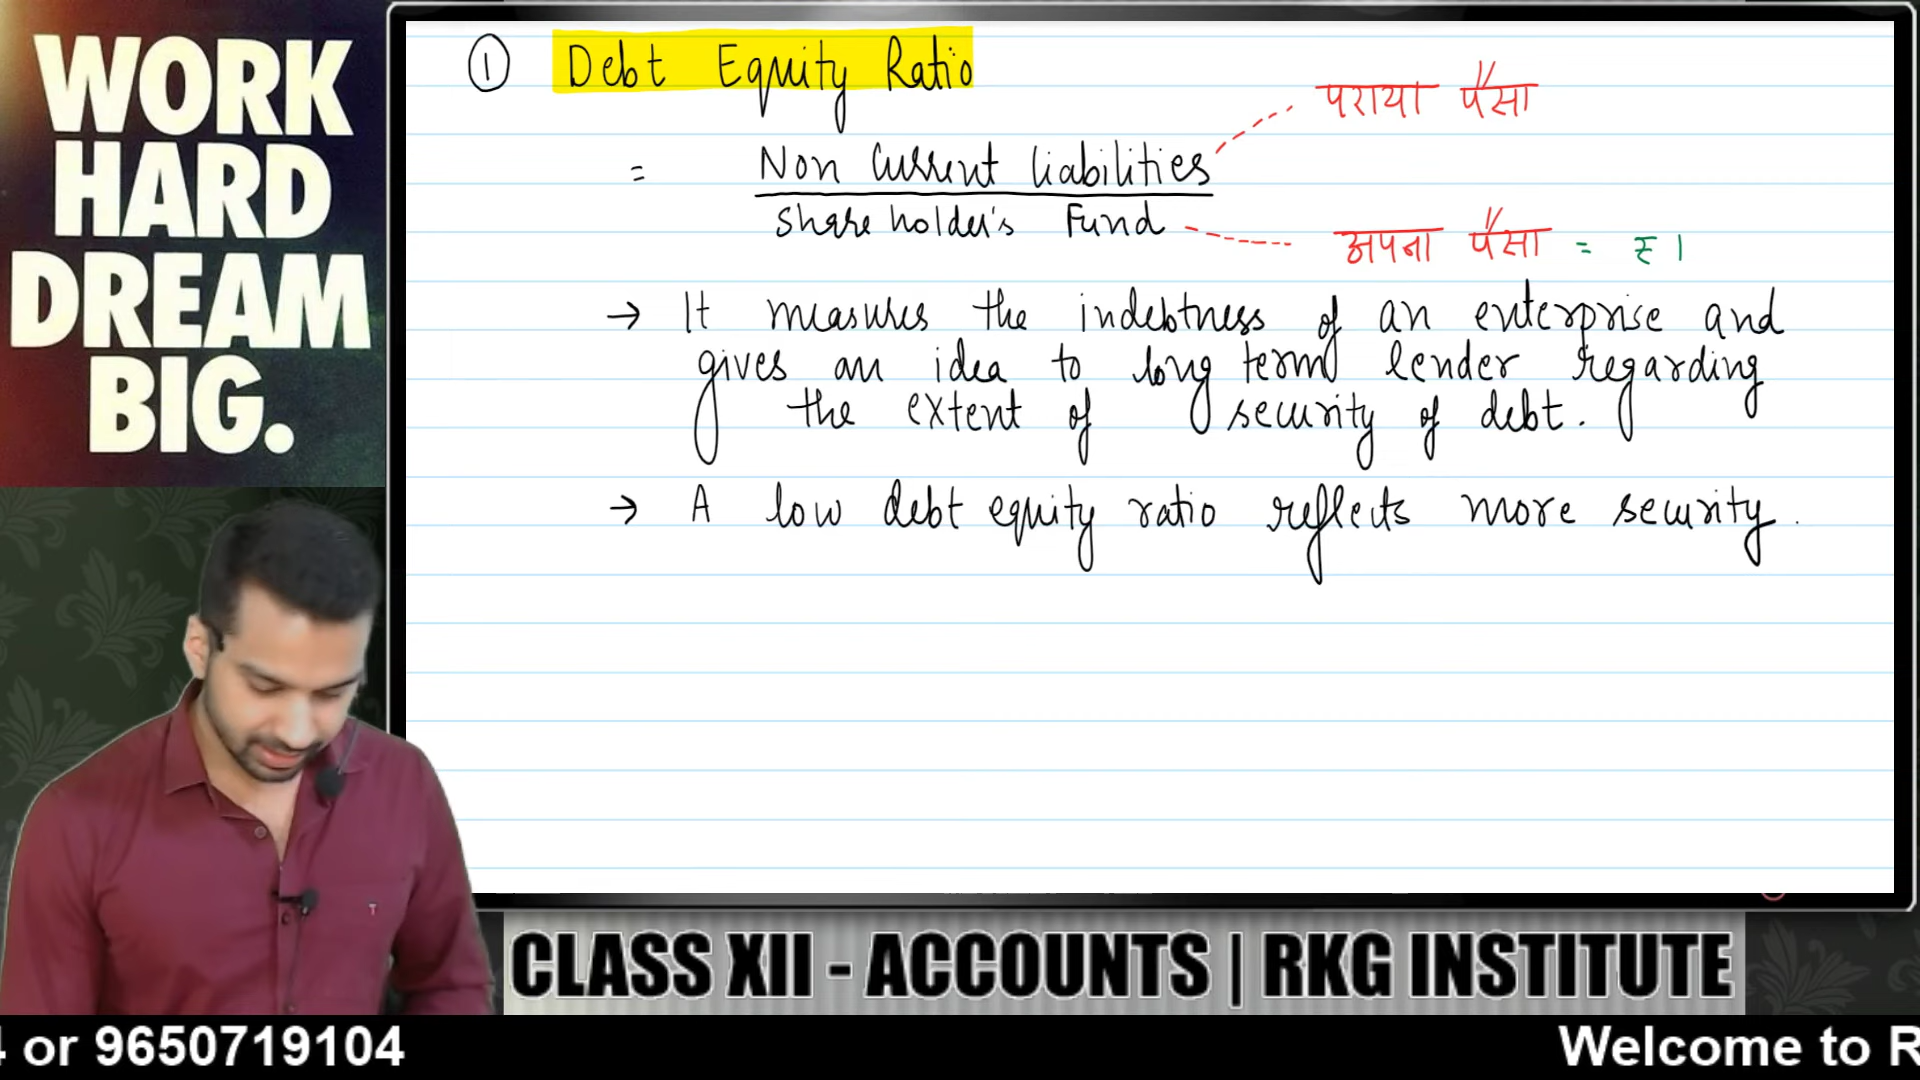 WORK
HARD
DREAM
BIG.
① Debt Equity Ratio
पराया पैसा
= Non Current liabilities
Share holder's Fund
अपना पैसा = ₹ 1
→ It measures the indebtness of an enterprise and
gives an idea to long term lender regarding
the extent of security of debt.
→ A low debt equity ratio reflects more security.
CLASS XII - ACCOUNTS | RKG INSTITUTE
4 or 9650719104
Welcome to R